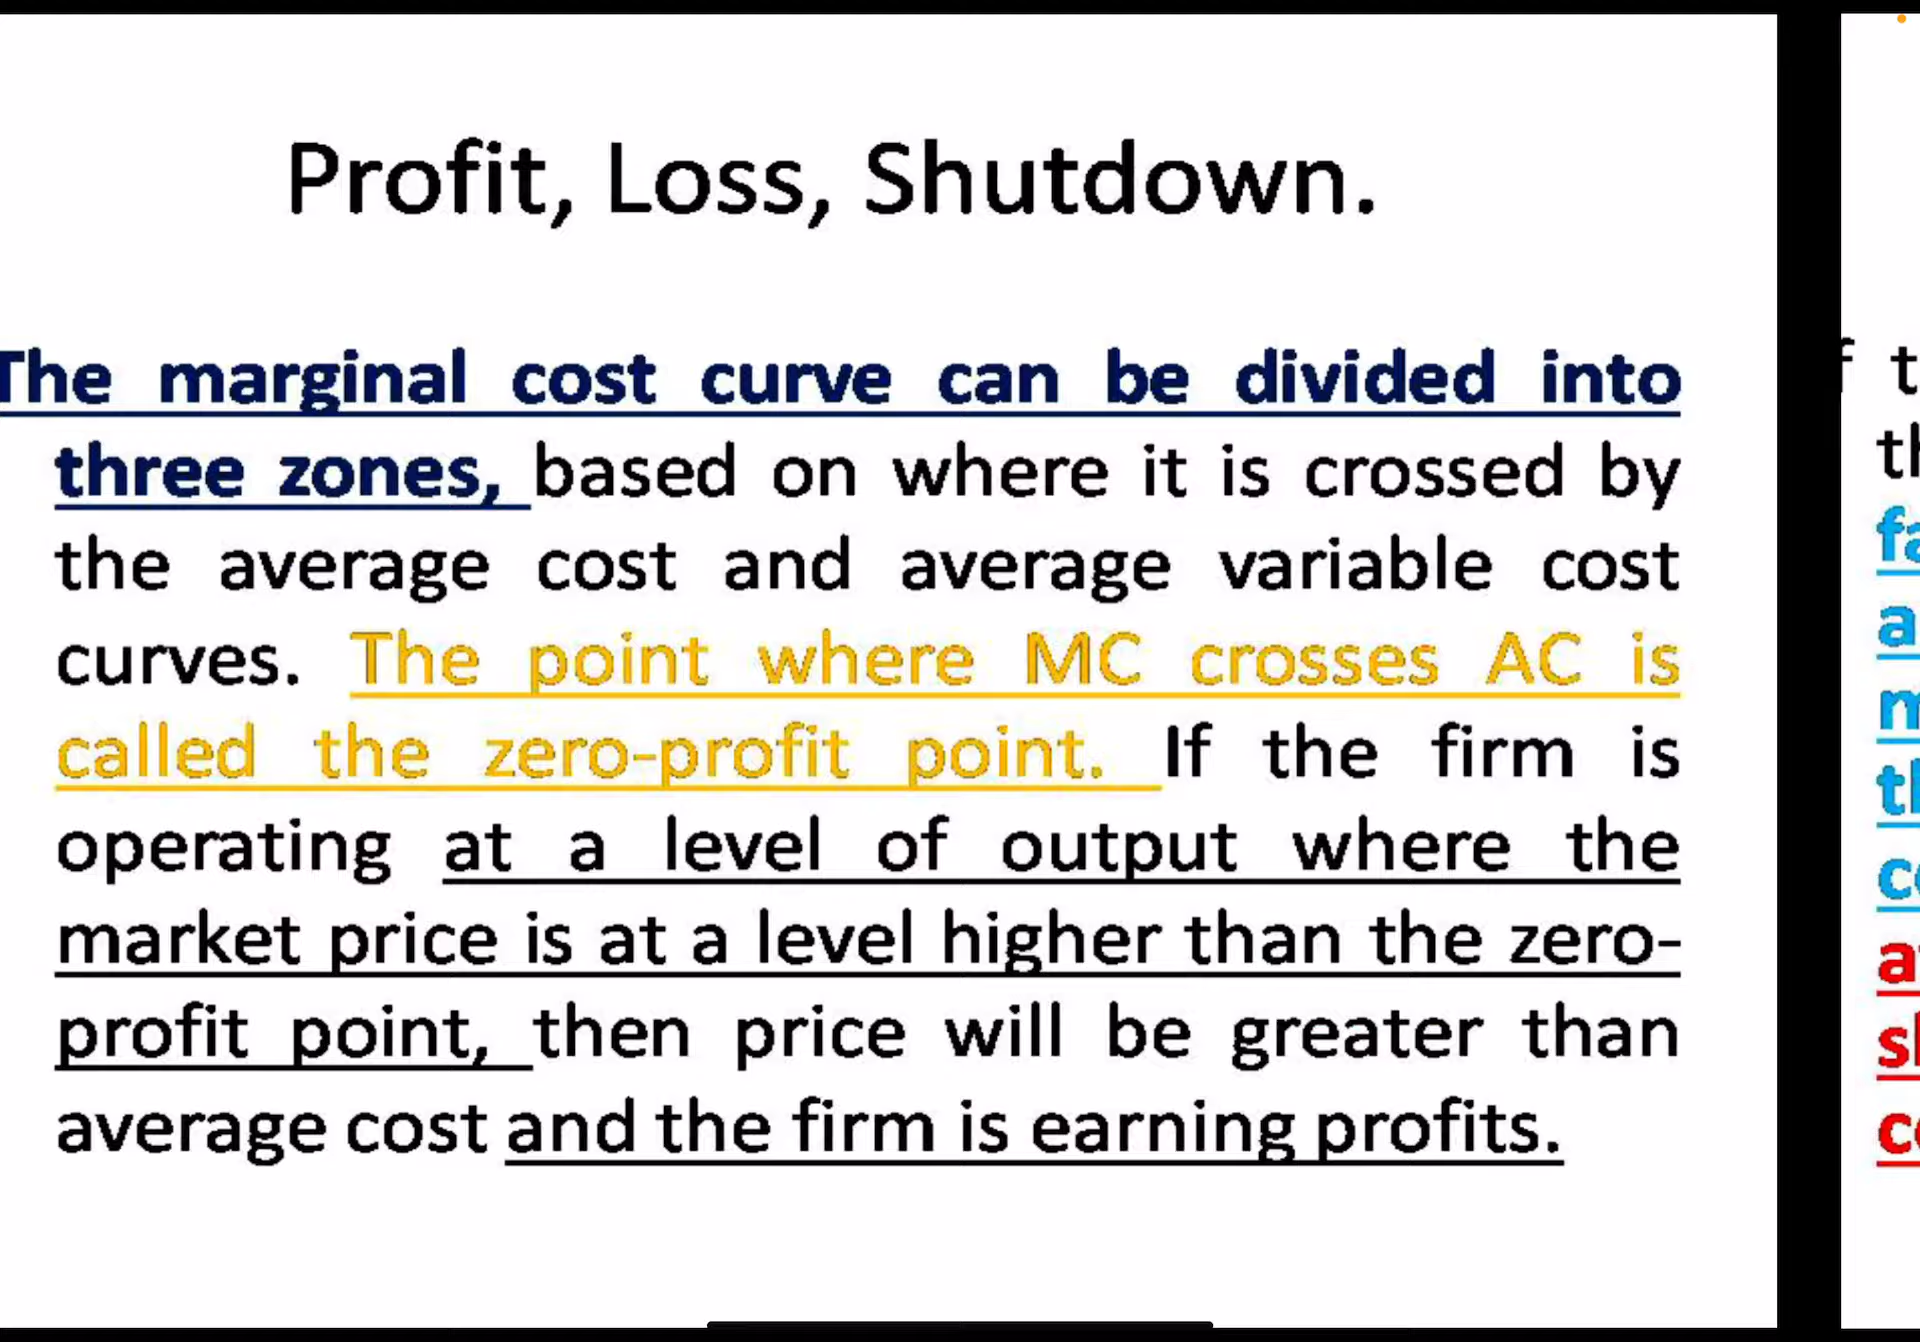 Profit, Loss, Shutdown.
The marginal cost curve can be divided into
three zones, based on where it is crossed by
the average cost and average variable cost
curves. The point where MC crosses AC is
called the zero-profit point. If the firm is
operating at a level of output where the
market price is at a level higher than the zero-
profit point, then price will be greater than
average cost and the firm is earning profits.